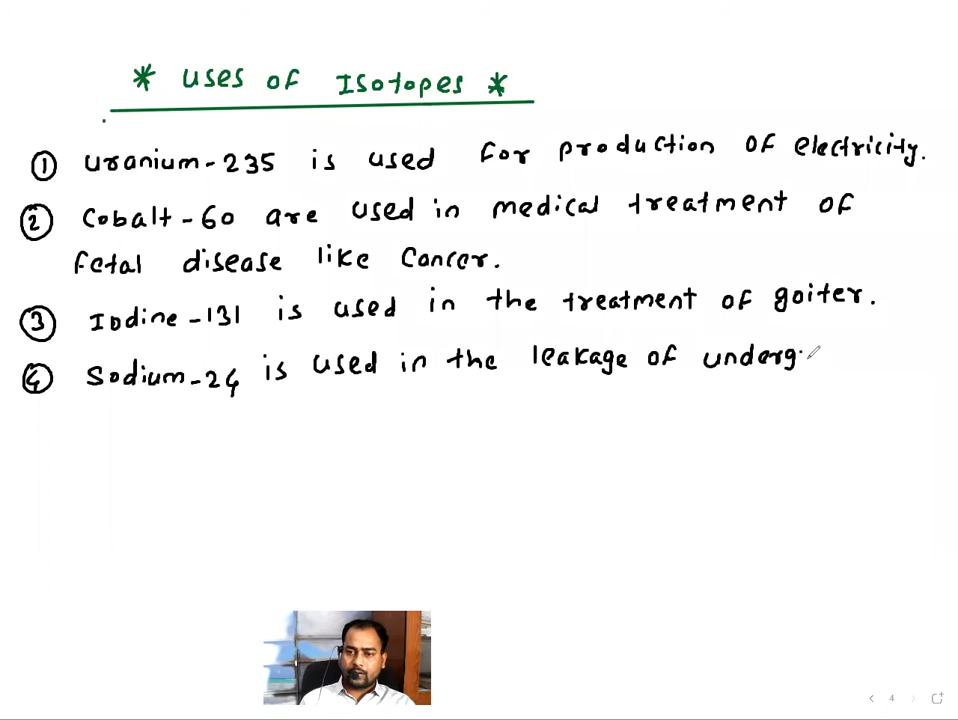 * Uses of Isotopes *
① Uranium-235 is used for production of electricity.
② Cobalt-60 are used in medical treatment of
fetal disease like Cancer.
③ Iodine-131 is used in the treatment of goiter.
④ Sodium-24 is used in the leakage of underg
4